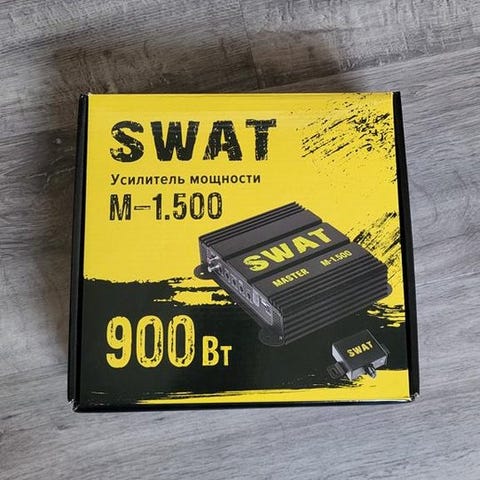 SWAT
Усилитель мощности
M-1.500
SWAT
MASTER M-1.500
SWAT
900 Вт